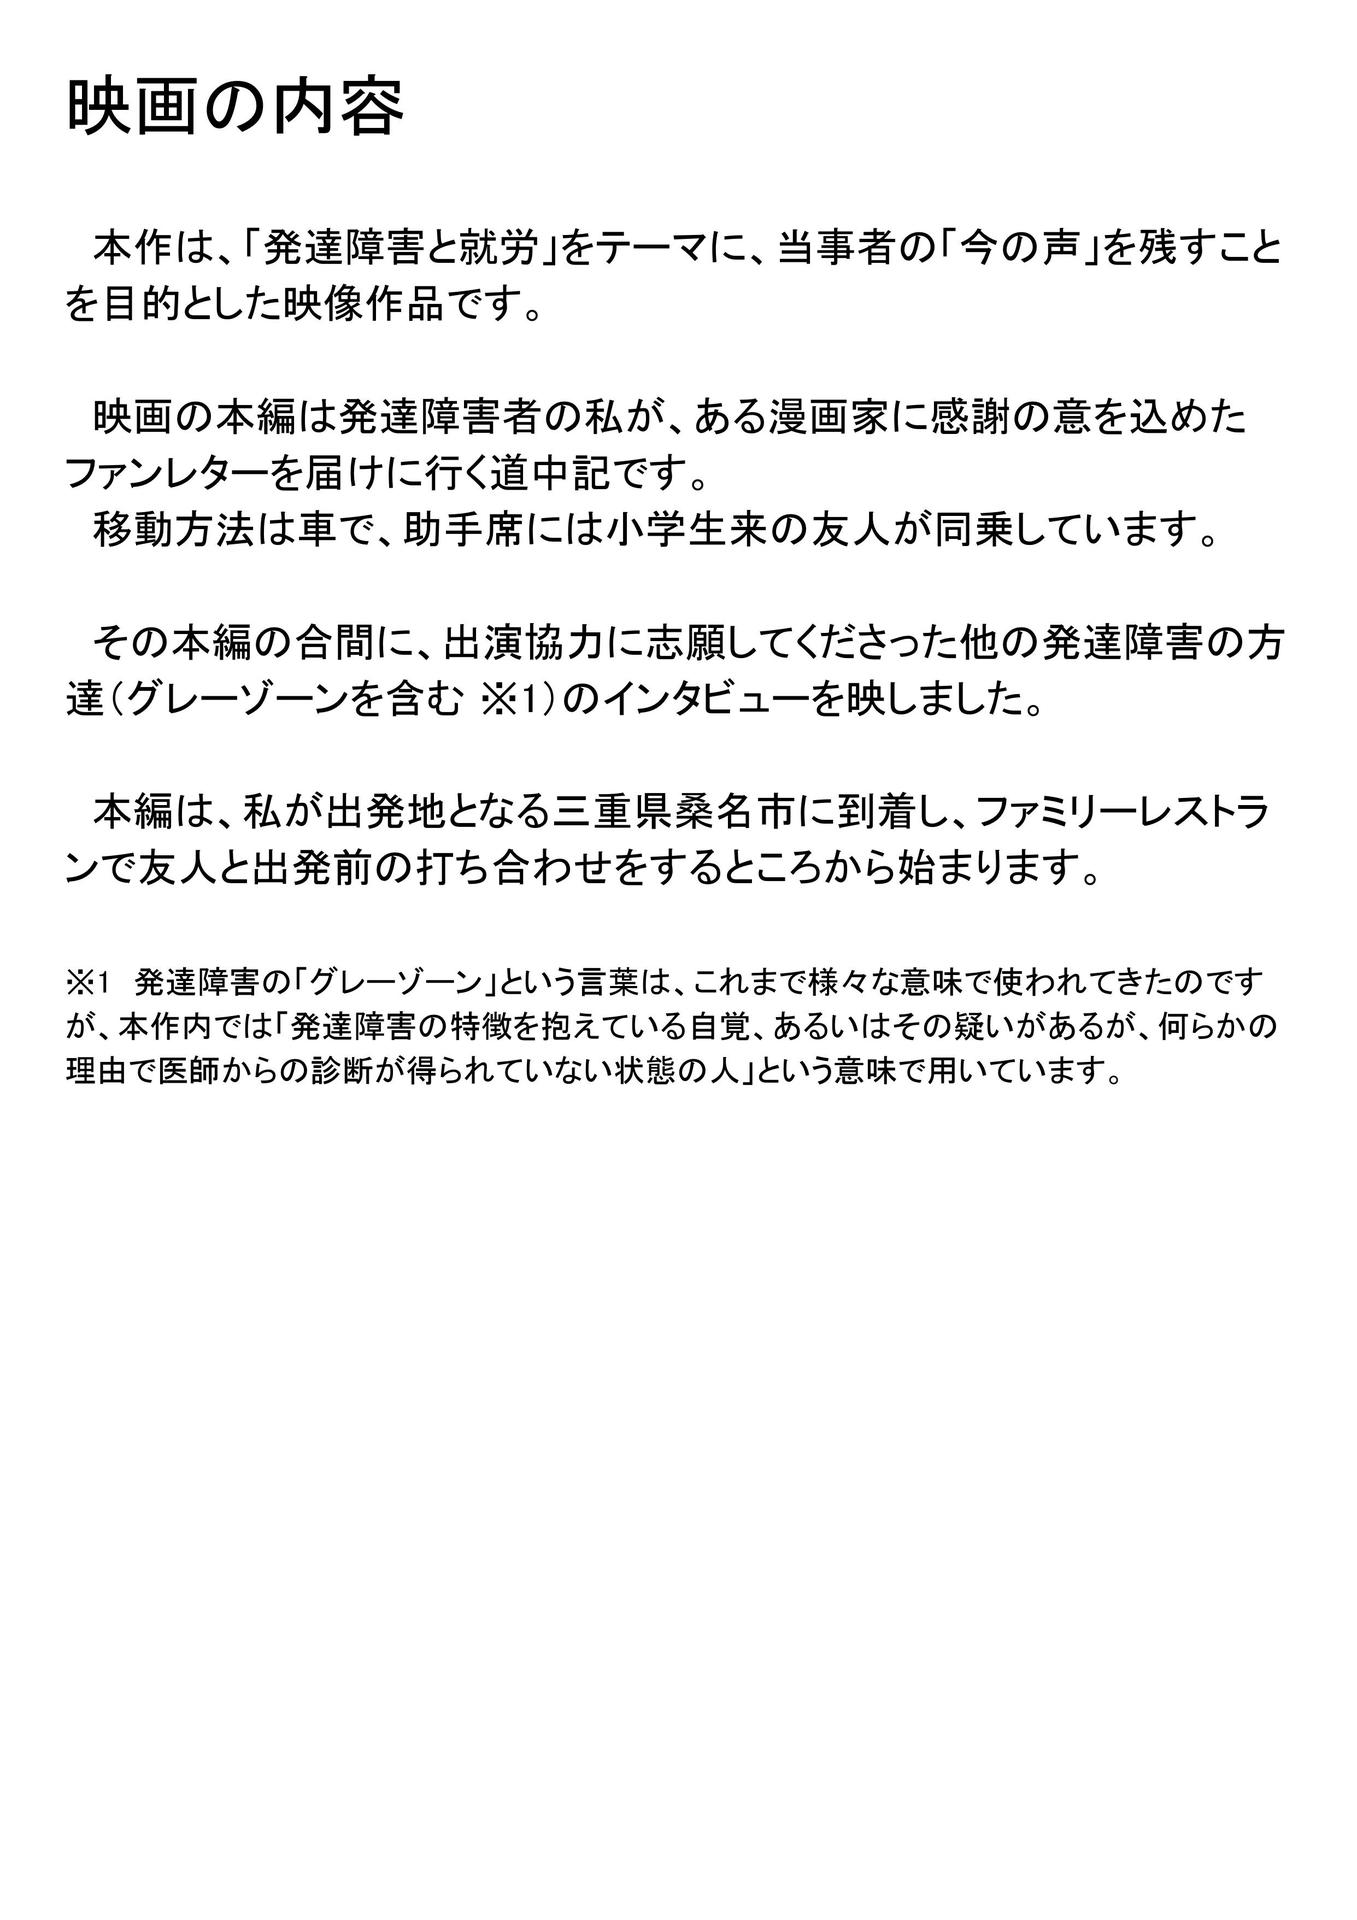 映画の内容
本作は、「発達障害と就労」をテーマに、当事者の「今の声」を残すこと
を目的とした映像作品です。
映画の本編は発達障害者の私が、ある漫画家に感謝の意を込めた
ファンレターを届けに行く道中記です。
移動方法は車で、助手席には小学生来の友人が同乗しています。
その本編の合間に、出演協力に志願してくださった他の発達障害の方
達(グレーゾーンを含む ※1)のインタビューを映しました。
本編は、私が出発地となる三重県桑名市に到着し、ファミリーレストラ
ンで友人と出発前の打ち合わせをするところから始まります。
※1　発達障害の「グレーゾーン」という言葉は、これまで様々な意味で使われてきたのです
が、本作内では「発達障害の特徴を抱えている自覚、あるいはその疑いがあるが、何らかの
理由で医師からの診断が得られていない状態の人」という意味で用いています。